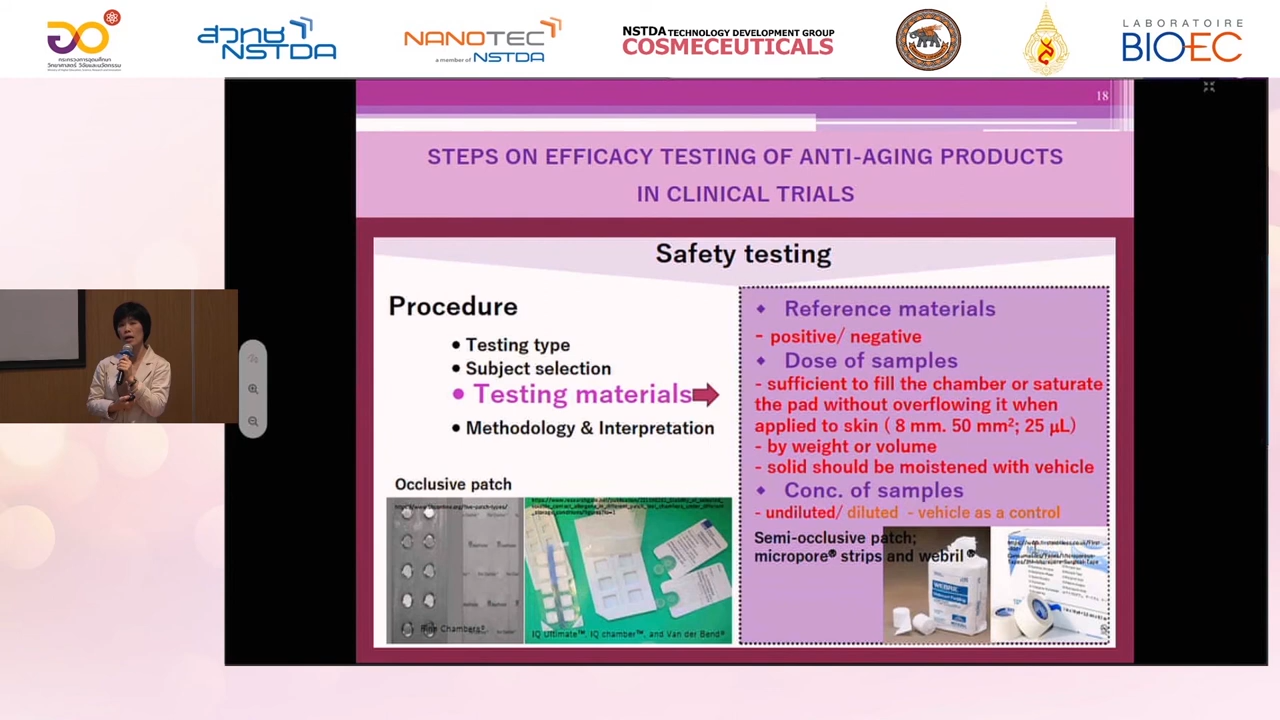 กระทรวงการอุดมศึกษา
วิทยาศาสตร์ วิจัยและนวัตกรรม
สวทช
NSTDA
NANOTEC
a member of NSTDA
NSTDA TECHNOLOGY DEVELOPMENT GROUP
COSMECEUTICALS
LABORATOIRE
BIOEC
18
STEPS ON EFFICACY TESTING OF ANTI-AGING PRODUCTS
IN CLINICAL TRIALS
Safety testing
Procedure
• Testing type
• Subject selection
• Testing materials
• Methodology & Interpretation
Occlusive patch
Finn Chambers®
IQ Ultimate™, IQ chamber™, and Van der Bend®
◆ Reference materials
- positive/ negative
◆ Dose of samples
- sufficient to fill the chamber or saturate
the pad without overflowing it when
applied to skin ( 8 mm. 50 mm²; 25 µL)
- by weight or volume
- solid should be moistened with vehicle
◆ Conc. of samples
- undiluted/ diluted - vehicle as a control
Semi-occlusive patch;
micropore® strips and webril®
WEBRIL